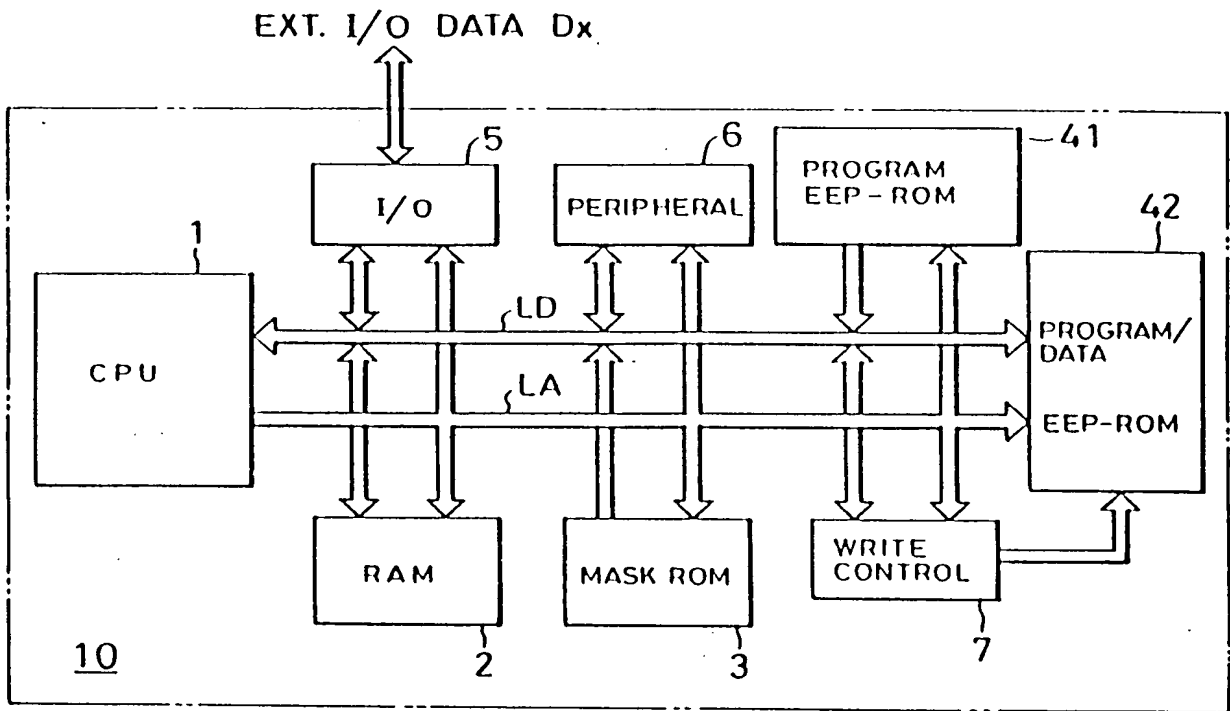 EXT. I/O DATA Dx
5
6
41
I/O
PERIPHERAL
PROGRAM
EEP-ROM
42
1
CPU
LD
LA
PROGRAM/
DATA
EEP-ROM
RAM
MASK ROM
WRITE
CONTROL
10
2
3
7